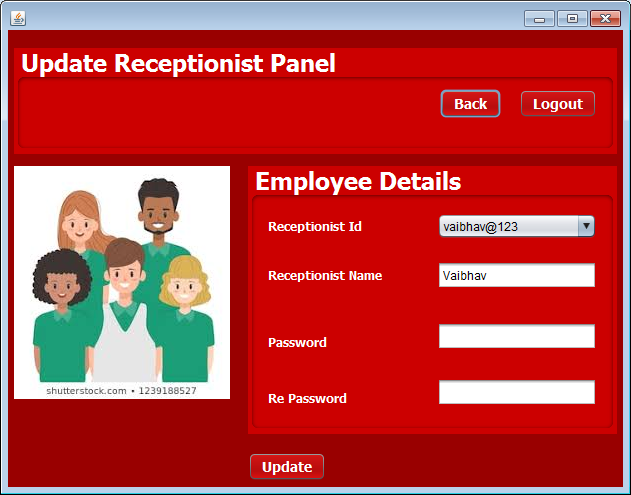 Update Receptionist Panel
Back Logout
Employee Details
Receptionist Id vaibhav@123
Receptionist Name Vaibhav
Password
Re Password
shutterstock.com • 1239188527
Update